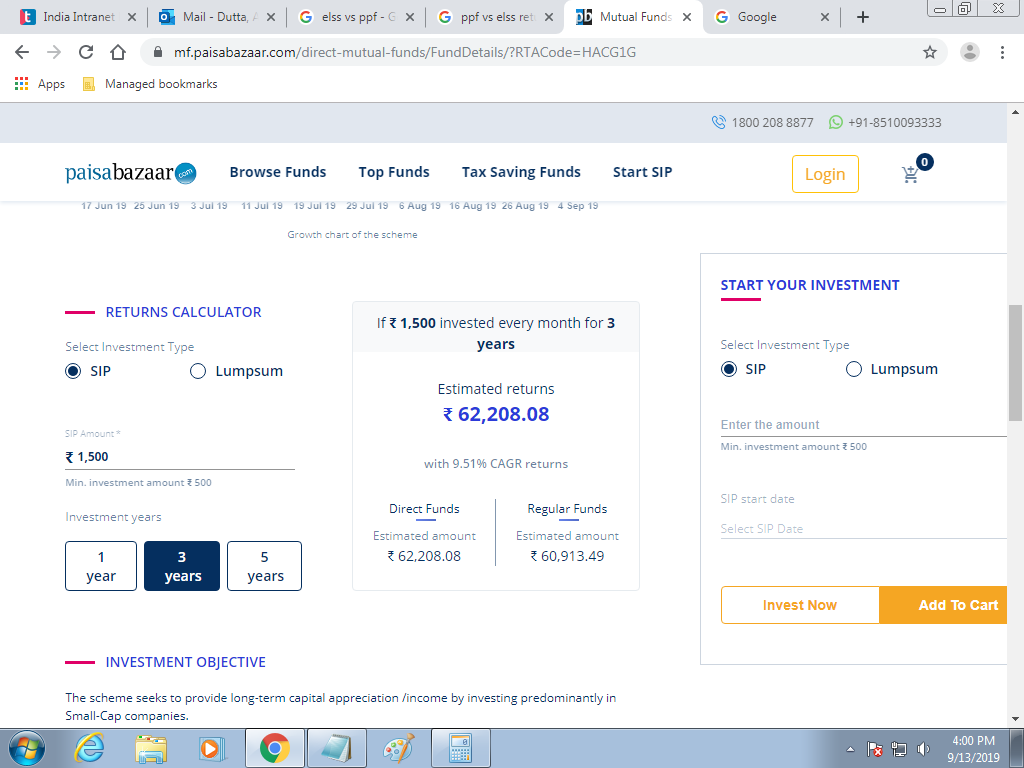 India Intranet
Mail - Dutta, A
elss vs ppf - G
ppf vs elss ret
Mutual Funds
Google
mf.paisabazaar.com/direct-mutual-funds/FundDetails/?RTACode=HACG1G
Apps
Managed bookmarks
1800 208 8877
+91-8510093333
paisabazaar.com
Browse Funds
Top Funds
Tax Saving Funds
Start SIP
Login
0
17 Jun 19 25 Jun 19 3 Jul 19 11 Jul 19 19 Jul 19 29 Jul 19 6 Aug 19 16 Aug 19 26 Aug 19 4 Sep 19
Growth chart of the scheme
RETURNS CALCULATOR
Select Investment Type
SIP
Lumpsum
SIP Amount *
₹ 1,500
Min. investment amount ₹ 500
Investment years
1
year
3
years
5
years
If ₹ 1,500 invested every month for 3
years
Estimated returns
₹ 62,208.08
with 9.51% CAGR returns
Direct Funds
Estimated amount
₹ 62,208.08
Regular Funds
Estimated amount
₹ 60,913.49
START YOUR INVESTMENT
Select Investment Type
SIP
Lumpsum
Enter the amount
Min. investment amount ₹ 500
SIP start date
Select SIP Date
Invest Now
Add To Cart
INVESTMENT OBJECTIVE
The scheme seeks to provide long-term capital appreciation /income by investing predominantly in
Small-Cap companies.
4:00 PM
9/13/2019